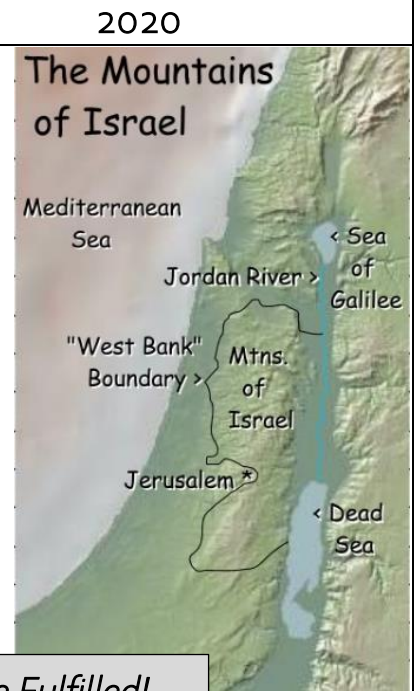 2020
The Mountains
of Israel
Mediterranean
Sea
< Sea
of
Galilee
Jordan River >
"West Bank"
Boundary >
Mtns.
of
Israel
Jerusalem *
< Dead
Sea
Fulfilled!